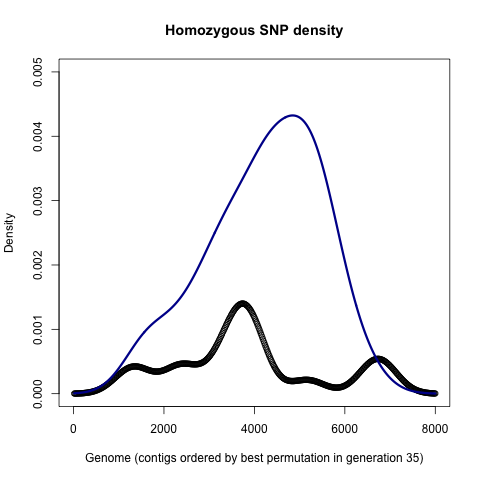 Homozygous SNP density
Density
0.005
0.004
0.003
0.002
0.001
0.000
0 2000 4000 6000 8000
Genome (contigs ordered by best permutation in generation 35)